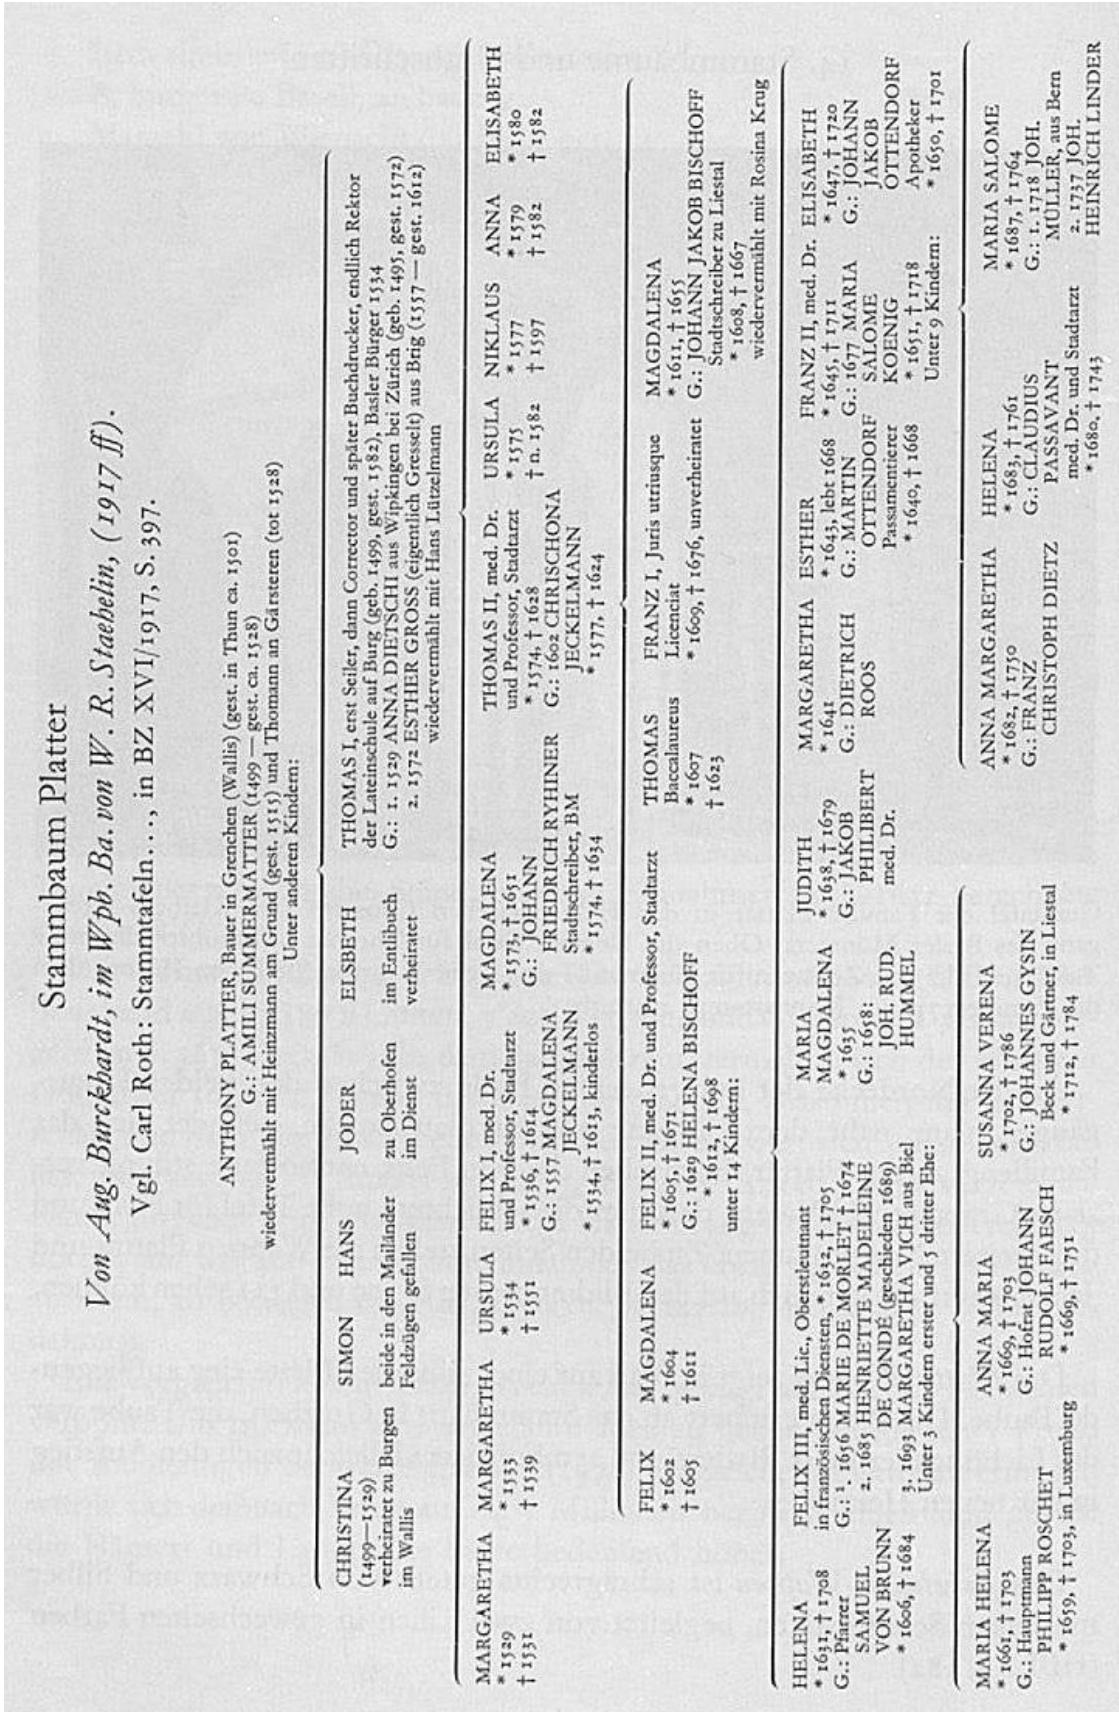 Stammbaum Platter
Von Aug. Burckhardt, im Wpb. Ba. von W. R. Staehelin, (1917 ff).
Vgl. Carl Roth: Stammtafeln..., in BZ XVI/1917, S. 397.
ANTHONY PLATTER, Bauer in Grenchen (Wallis) (gest. in Thun ca. 1501)
G.: AMILI SUMMERMATTER (1499 — gest. ca. 1528)
wiedervermählt mit Heinzmann am Grund (gest. 1515) und Thomann an Gärsteren (tot 1528)
Unter anderen Kindern:
CHRISTINA
(1499—1529)
verheiratet zu Burgen
im Wallis
SIMON HANS
beide in den Mailänder
Feldzügen gefallen
JODER
zu Oberhofen
im Dienst
ELSBETH
im Entlibuch
verheiratet
THOMAS I, erst Seiler, dann Corrector und später Buchdrucker, endlich Rektor
der Lateinschule auf Burg (geb. 1499, gest. 1582), Basler Bürger 1534
G.: 1. 1529 ANNA DIETSCHI aus Wipkingen bei Zürich (geb. 1495, gest. 1572)
2. 1572 ESTHER GROSS (eigentlich Gresselt) aus Brig (1557 — gest. 1612)
wiedervermählt mit Hans Lützelmann
MARGARETHA
* 1529
† 1531
MARGARETHA
* 1533
† 1539
URSULA
* 1534
† 1551
FELIX I, med. Dr.
und Professor, Stadtarzt
* 1536, † 1614
G.: 1557 MAGDALENA
JECKELMANN
* 1534, † 1613, kinderlos
MAGDALENA
* 1573, † 1651
G.: JOHANN
FRIEDRICH RYHINER
Stadtschreiber, BM
* 1574, † 1634
THOMAS II, med. Dr.
und Professor, Stadtarzt
* 1574, † 1628
G.: 1602 CHRISCHONA
JECKELMANN
* 1577, † 1624
URSULA
* 1575
† n. 1582
NIKLAUS
* 1577
† 1597
ANNA
* 1579
† 1582
ELISABETH
* 1580
† 1582
FELIX
* 1602
† 1605
MAGDALENA
* 1604
† 1611
FELIX II, med. Dr. und Professor, Stadtarzt
* 1605, † 1671
G.: 1629 HELENA BISCHOFF
* 1612, † 1698
unter 14 Kindern:
THOMAS
Baccalaureus
* 1607
† 1623
FRANZ I, Juris utriusque
Licenciat
* 1609, † 1676, unverheiratet
MAGDALENA
* 1611, † 1655
G.: JOHANN JAKOB BISCHOFF
Stadtschreiber zu Liestal
* 1608, † 1667
wiedervermählt mit Rosina Krug
HELENA
* 1631, † 1708
G.: Pfarrer
SAMUEL
VON BRUNN
* 1606, † 1684
FELIX III, med. Lic., Oberstleutnant
in französischen Diensten, * 1632, † 1705
G.: 1. 1656 MARIE DE MORLET † 1674
2. 1685 HENRIETTE MADELEINE
DE CONDÉ (geschieden 1689)
3. 1693 MARGARETHA VICH aus Biel
Unter 3 Kindern erster und 5 dritter Ehe:
MARIA
MAGDALENA
* 1635
G.: 1658:
JOH. RUD.
HUMMEL
JUDITH
* 1638, † 1679
G.: JAKOB
PHILIBERT
med. Dr.
MARGARETHA
* 1641
G.: DIETRICH
ROOS
ESTHER
* 1643, lebt 1668
G.: MARTIN
OTTENDORF
Passamentierer
* 1640, † 1668
FRANZ II, med. Dr.
* 1645, † 1711
G.: 1677 MARIA
SALOME
KOENIG
* 1651, † 1718
Unter 9 Kindern:
ELISABETH
* 1647, † 1720
G.: JOHANN
JAKOB
OTTENDORF
Apotheker
* 1650, † 1701
MARIA HELENA
* 1661, † 1703
G.: Hauptmann
PHILIPP ROSCHET
* 1659, † 1703, in Luxemburg
ANNA MARIA
* 1669, † 1703
G.: Hofrat JOHANN
RUDOLF FAESCH
* 1669, † 1751
SUSANNA VERENA
* 1702, † 1786
G.: JOHANNES GYSIN
Beck und Gärtner, in Liestal
* 1712, † 1784
ANNA MARGARETHA
* 1682, † 1750
G.: FRANZ
CHRISTOPH DIETZ
HELENA
* 1683, † 1761
G.: CLAUDIUS
PASSAVANT
med. Dr. und Stadtarzt
* 1680, † 1743
MARIA SALOME
* 1687, † 1764
G.: 1. 1718 JOH.
MÜLLER, aus Bern
2. 1737 JOH.
HEINRICH LINDER